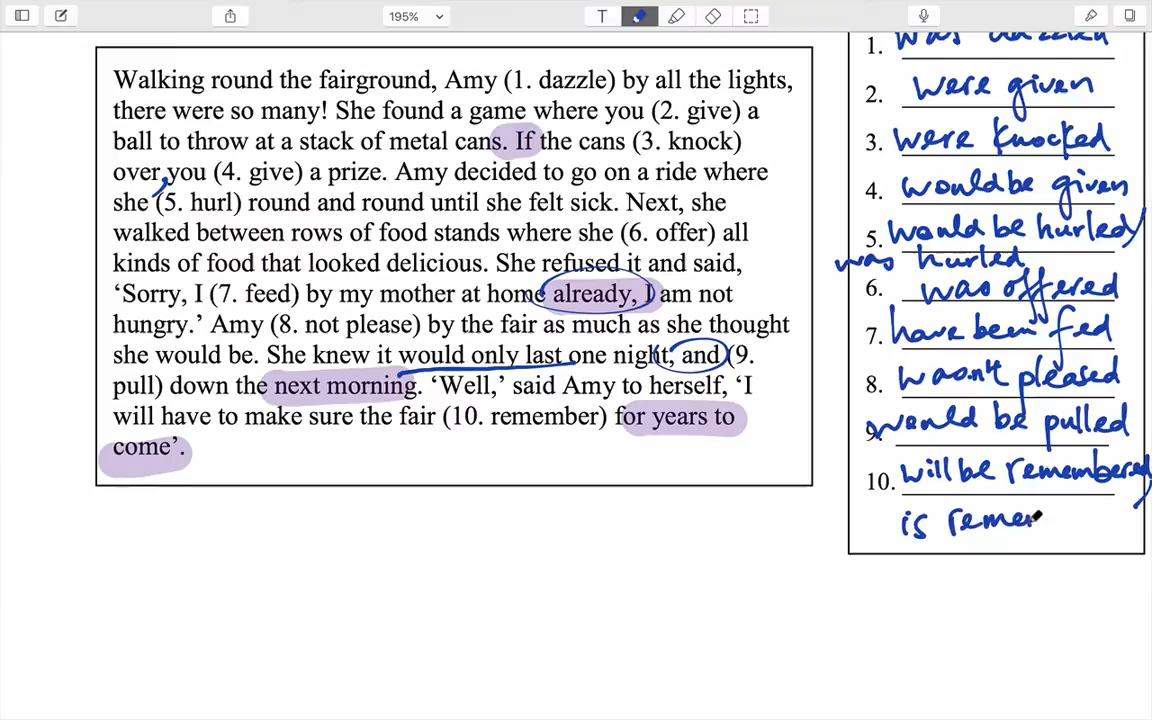 195%
T
Walking round the fairground, Amy (1. dazzle) by all the lights,
there were so many! She found a game where you (2. give) a
ball to throw at a stack of metal cans. If the cans (3. knock)
over, you (4. give) a prize. Amy decided to go on a ride where
she (5. hurl) round and round until she felt sick. Next, she
walked between rows of food stands where she (6. offer) all
kinds of food that looked delicious. She refused it and said,
‘Sorry, I (7. feed) by my mother at home already, I am not
hungry.’ Amy (8. not please) by the fair as much as she thought
she would be. She knew it would only last one night, and (9.
pull) down the next morning. ‘Well,’ said Amy to herself, ‘I
will have to make sure the fair (10. remember) for years to
come’.
1. was dazzled
2. were given
3. were knocked
4. would be given
5. would be hurled/
was hurled
6. was offered
7. have been fed
8. wasn't pleased
9. would be pulled
10. will be remembered/
is remem